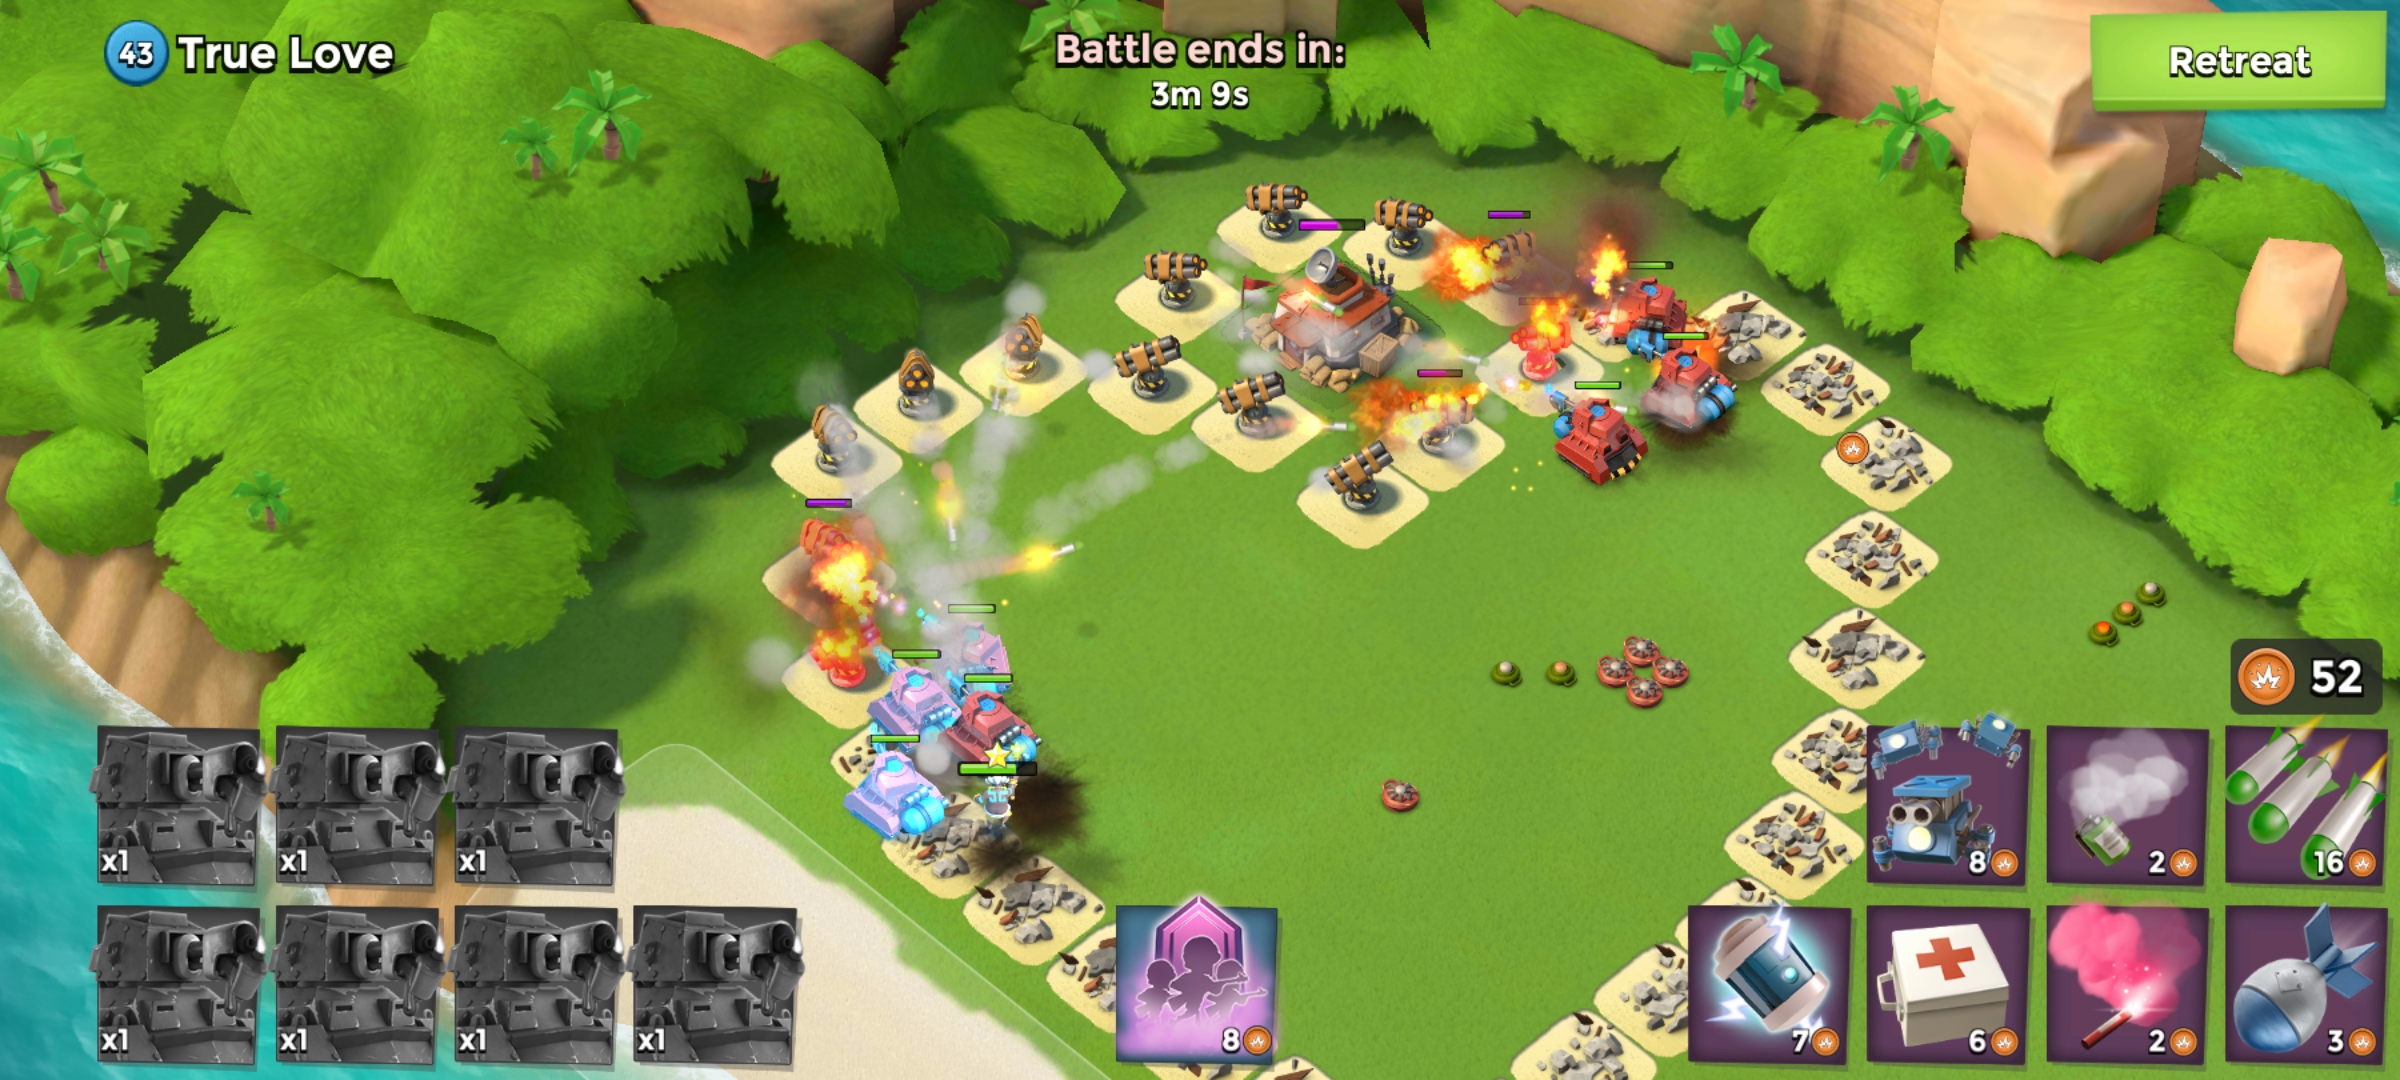 43 True Love
Battle ends in:
3m 9s
Retreat
52
x1 x1 x1
8 2 16
x1 x1 x1 x1
8
7 6 2 3